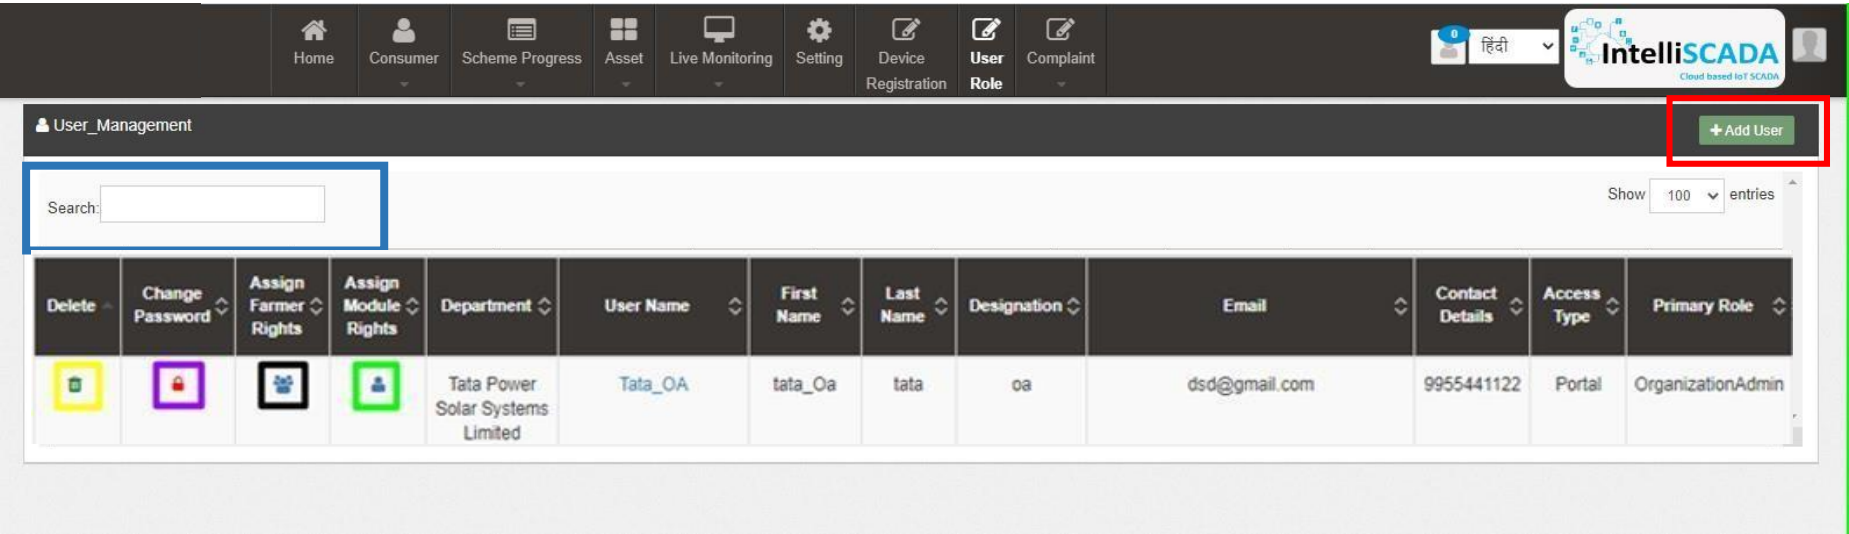 Home
Consumer
Scheme Progress
Asset
Live Monitoring
Setting
Device
Registration
User
Role
Complaint
0
हिंदी
IntelliSCADA
Cloud based IoT SCADA
User_Management
+ Add User
Search:
Show 100 entries
Delete
Change
Password
Assign
Farmer
Rights
Assign
Module
Rights
Department
User Name
First
Name
Last
Name
Designation
Email
Contact
Details
Access
Type
Primary Role
Tata Power
Solar Systems
Limited
Tata_OA
tata_Oa
tata
oa
dsd@gmail.com
9955441122
Portal
OrganizationAdmin